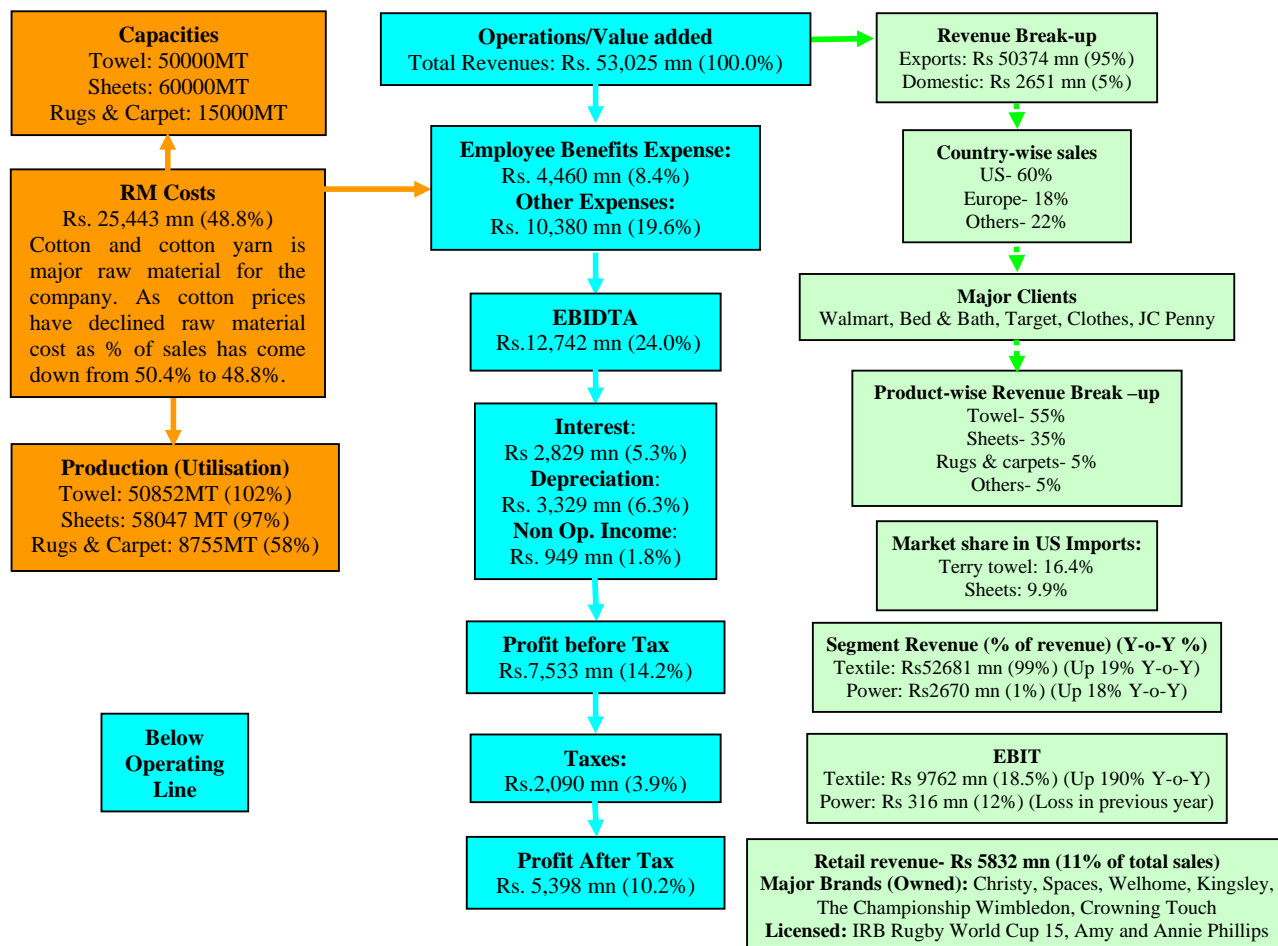 Capacities
Towel: 50000MT
Sheets: 60000MT
Rugs & Carpet: 15000MT
RM Costs
Rs. 25,443 mn (48.8%)
Cotton and cotton yarn is
major raw material for the
company. As cotton prices
have declined raw material
cost as % of sales has come
down from 50.4% to 48.8%.
Production (Utilisation)
Towel: 50852MT (102%)
Sheets: 58047 MT (97%)
Rugs & Carpet: 8755MT (58%)
Below
Operating
Line
Operations/Value added
Total Revenues: Rs. 53,025 mn (100.0%)
Employee Benefits Expense:
Rs. 4,460 mn (8.4%)
Other Expenses:
Rs. 10,380 mn (19.6%)
EBIDTA
Rs.12,742 mn (24.0%)
Interest:
Rs 2,829 mn (5.3%)
Depreciation:
Rs. 3,329 mn (6.3%)
Non Op. Income:
Rs. 949 mn (1.8%)
Profit before Tax
Rs.7,533 mn (14.2%)
Taxes:
Rs.2,090 mn (3.9%)
Profit After Tax
Rs. 5,398 mn (10.2%)
Revenue Break-up
Exports: Rs 50374 mn (95%)
Domestic: Rs 2651 mn (5%)
Country-wise sales
US- 60%
Europe- 18%
Others- 22%
Major Clients
Walmart, Bed & Bath, Target, Clothes, JC Penny
Product-wise Revenue Break –up
Towel- 55%
Sheets- 35%
Rugs & carpets- 5%
Others- 5%
Market share in US Imports:
Terry towel: 16.4%
Sheets: 9.9%
Segment Revenue (% of revenue) (Y-o-Y %)
Textile: Rs52681 mn (99%) (Up 19% Y-o-Y)
Power: Rs2670 mn (1%) (Up 18% Y-o-Y)
EBIT
Textile: Rs 9762 mn (18.5%) (Up 190% Y-o-Y)
Power: Rs 316 mn (12%) (Loss in previous year)
Retail revenue- Rs 5832 mn (11% of total sales)
Major Brands (Owned): Christy, Spaces, Welhome, Kingsley,
The Championship Wimbledon, Crowning Touch
Licensed: IRB Rugby World Cup 15, Amy and Annie Phillips